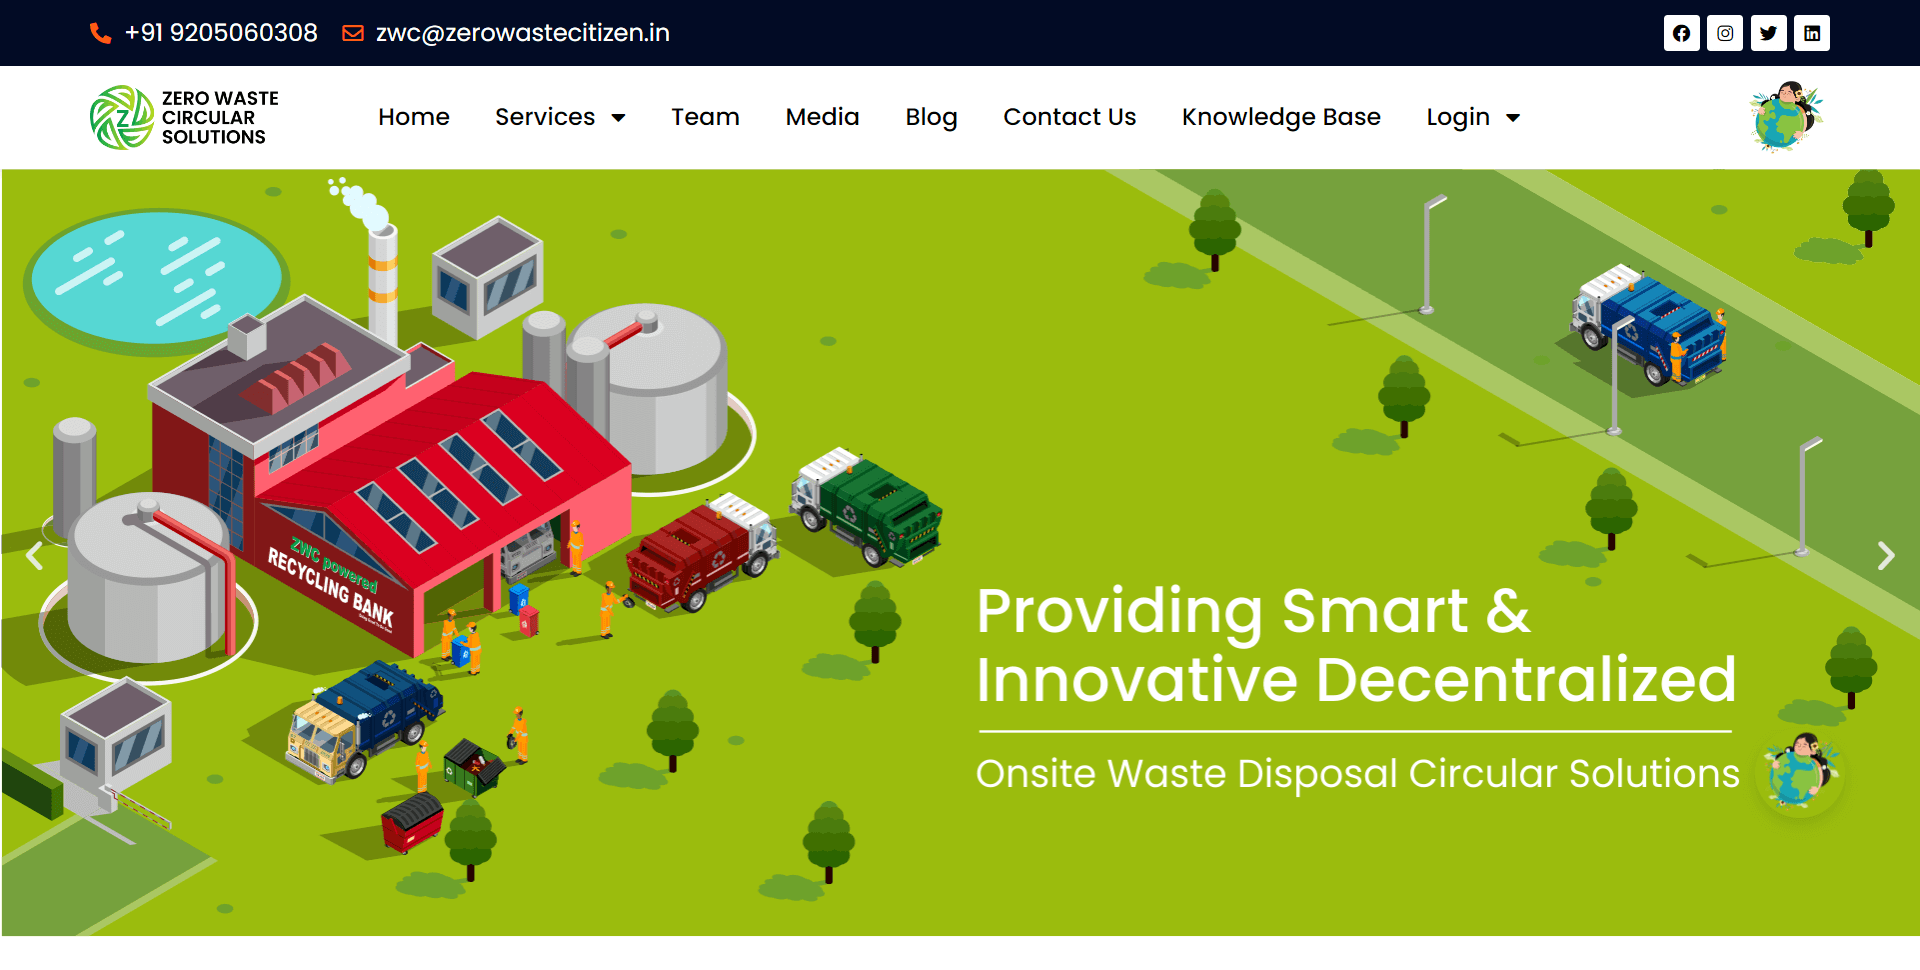 +91 9205060308 zwc@zerowastecitizen.in
ZERO WASTE
CIRCULAR
SOLUTIONS
Home Services Team Media Blog Contact Us Knowledge Base Login
ZWC powered
RECYCLING BANK
Providing Smart &
Innovative Decentralized
Onsite Waste Disposal Circular Solutions